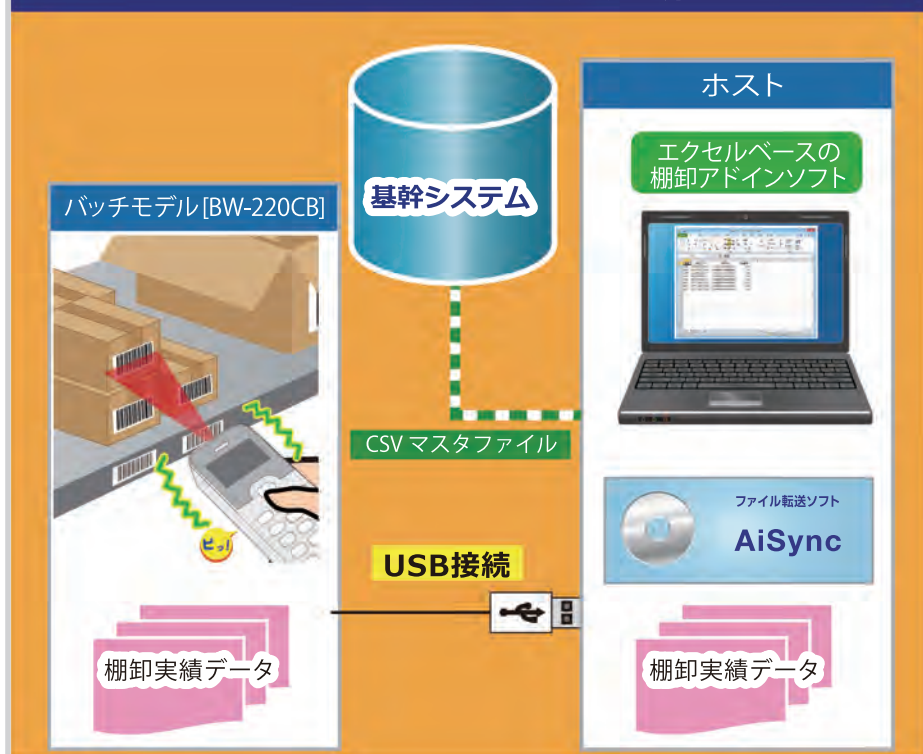 ホスト
エクセルベースの
棚卸アドインソフト
基幹システム
バッチモデル[BW-220CB]
CSVマスタファイル
ピッ!
ファイル転送ソフト
AiSync
USB接続
棚卸実績データ
棚卸実績データ